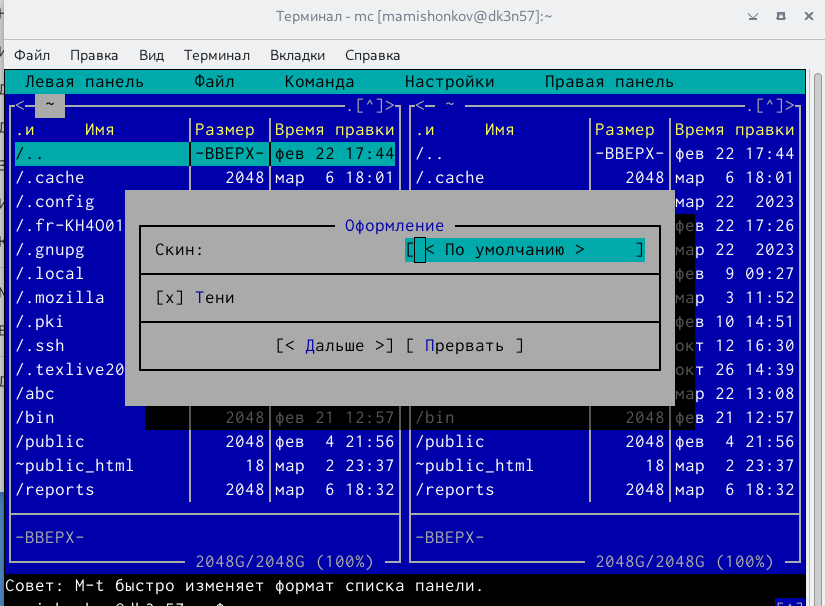 Терминал - mc [mamishonkov@dk3n57]:~
Файл Правка Вид Терминал Вкладки Справка
Левая панель Файл Команда Настройки Правая панель
<— ~ .[^]> <— ~ .[^]>
.и Имя Размер Время правки .и Имя Размер Время правки
/.. -ВВЕРХ- фев 22 17:44 /.. -ВВЕРХ- фев 22 17:44
/.cache 2048 мар 6 18:01 /.cache 2048 мар 6 18:01
/.config мар 22 2023
/.fr-KH4O01 Оформление фев 22 17:26
/.gnupg Скин: [ < По умолчанию > ] мар 22 2023
/.local фев 9 09:27
/.mozilla [x] Тени мар 3 11:52
/.pki фев 10 14:51
/.ssh [< Дальше >] [ Прервать ] окт 12 16:30
/.texlive20 окт 26 14:39
/abc мар 22 13:08
/bin 2048 фев 21 12:57 /bin 2048 фев 21 12:57
/public 2048 фев 4 21:56 /public 2048 фев 4 21:56
~public_html 18 мар 2 23:37 ~public_html 18 мар 2 23:37
/reports 2048 мар 6 18:32 /reports 2048 мар 6 18:32
-ВВЕРХ- -ВВЕРХ-
2048G/2048G (100%) 2048G/2048G (100%)
Совет: M-t быстро изменяет формат списка панели.